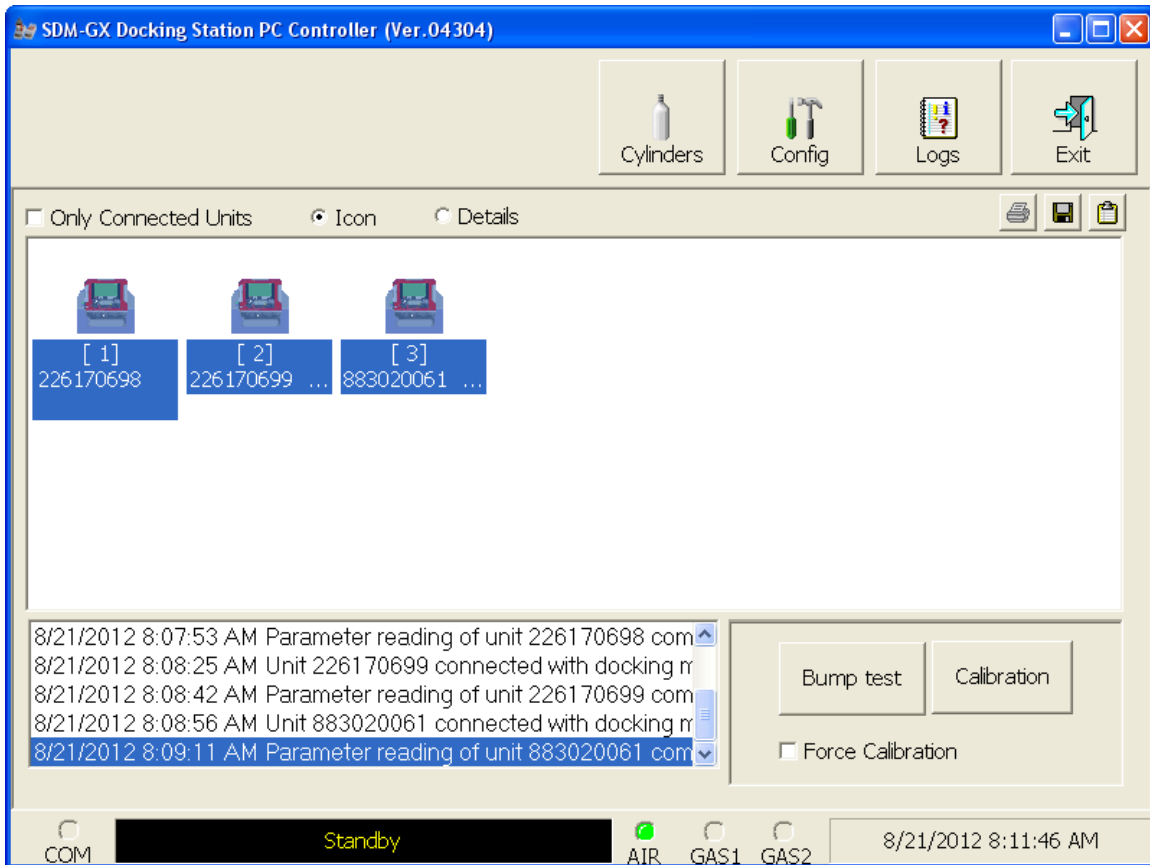 SDM-GX Docking Station PC Controller (Ver.04304)
Cylinders Config Logs Exit
Only Connected Units Icon Details
[ 1] [ 2] [ 3]
226170698 226170699 ... 883020061 ...
8/21/2012 8:07:53 AM Parameter reading of unit 226170698 com
8/21/2012 8:08:25 AM Unit 226170699 connected with docking m
8/21/2012 8:08:42 AM Parameter reading of unit 226170699 com
8/21/2012 8:08:56 AM Unit 883020061 connected with docking m
8/21/2012 8:09:11 AM Parameter reading of unit 883020061 com
Bump test Calibration
Force Calibration
COM Standby AIR GAS1 GAS2 8/21/2012 8:11:46 AM